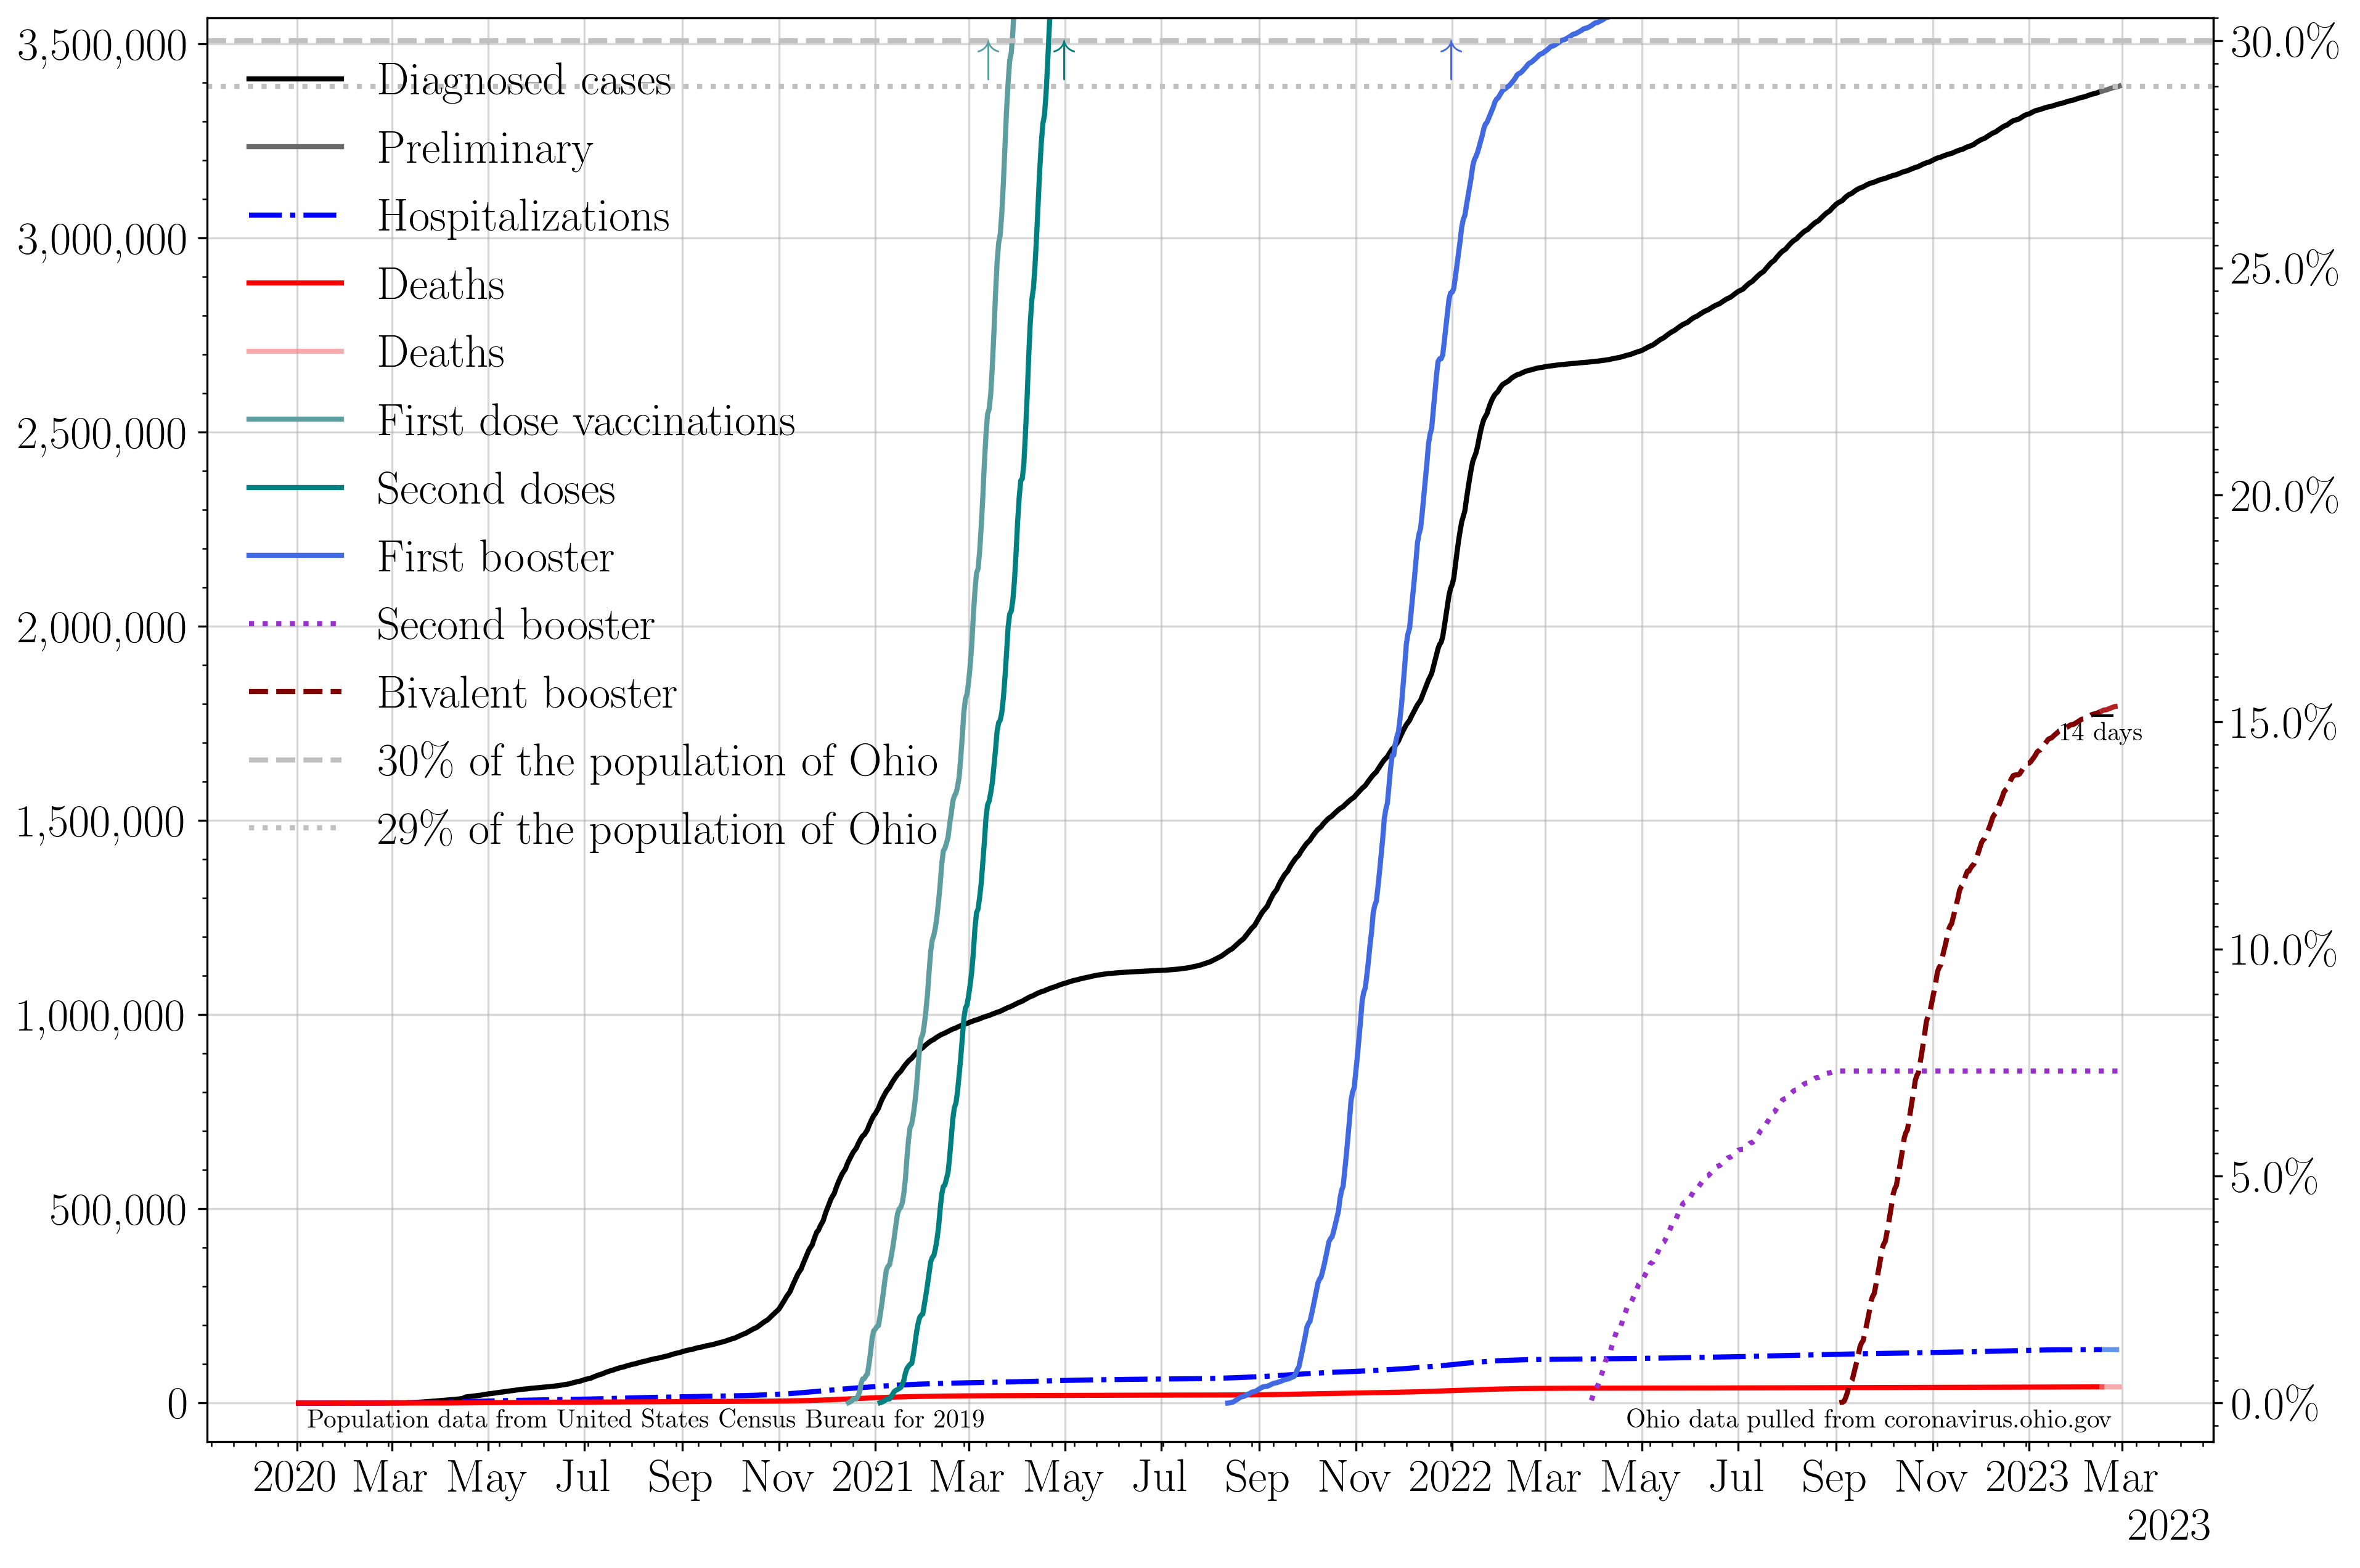 3,500,000
3,000,000
2,500,000
2,000,000
1,500,000
1,000,000
500,000
0
Diagnosed cases
Preliminary
Hospitalizations
Deaths
Deaths
First dose vaccinations
Second doses
First booster
Second booster
Bivalent booster
30% of the population of Ohio
29% of the population of Ohio
30.0%
25.0%
20.0%
15.0%
10.0%
5.0%
0.0%
14 days
Population data from United States Census Bureau for 2019
Ohio data pulled from coronavirus.ohio.gov
2020 Mar May Jul Sep Nov 2021 Mar May Jul Sep Nov 2022 Mar May Jul Sep Nov 2023 Mar
2023